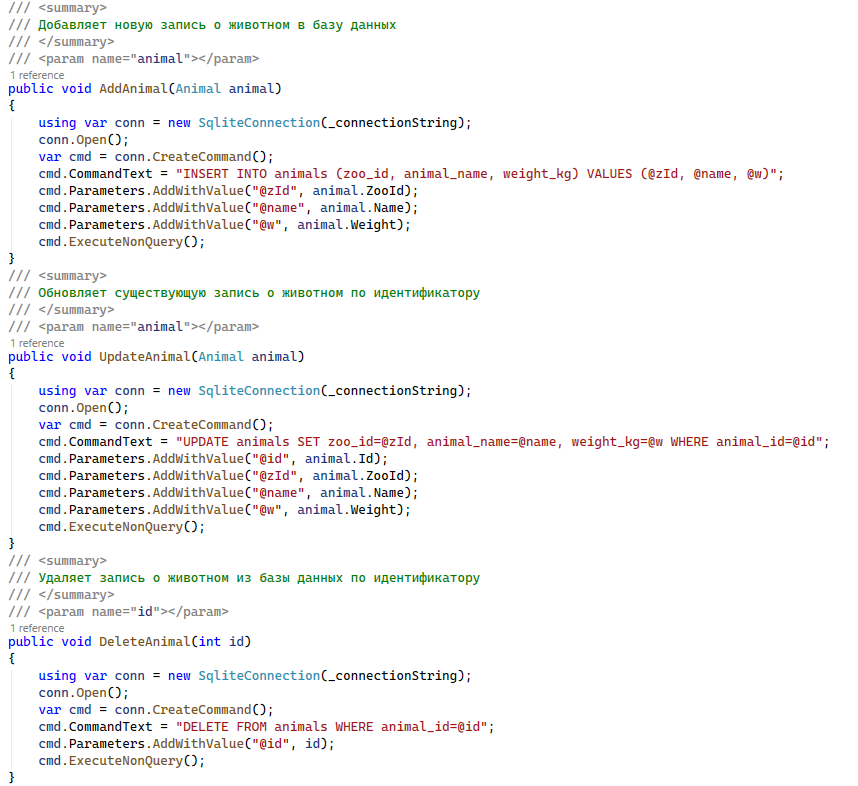 /// <summary>
/// Добавляет новую запись о животном в базу данных
/// </summary>
/// <param name="animal"></param>
1 reference
public void AddAnimal(Animal animal)
{
    using var conn = new SqliteConnection(_connectionString);
    conn.Open();
    var cmd = conn.CreateCommand();
    cmd.CommandText = "INSERT INTO animals (zoo_id, animal_name, weight_kg) VALUES (@zId, @name, @w)";
    cmd.Parameters.AddWithValue("@zId", animal.ZooId);
    cmd.Parameters.AddWithValue("@name", animal.Name);
    cmd.Parameters.AddWithValue("@w", animal.Weight);
    cmd.ExecuteNonQuery();
}
/// <summary>
/// Обновляет существующую запись о животном по идентификатору
/// </summary>
/// <param name="animal"></param>
1 reference
public void UpdateAnimal(Animal animal)
{
    using var conn = new SqliteConnection(_connectionString);
    conn.Open();
    var cmd = conn.CreateCommand();
    cmd.CommandText = "UPDATE animals SET zoo_id=@zId, animal_name=@name, weight_kg=@w WHERE animal_id=@id";
    cmd.Parameters.AddWithValue("@id", animal.Id);
    cmd.Parameters.AddWithValue("@zId", animal.ZooId);
    cmd.Parameters.AddWithValue("@name", animal.Name);
    cmd.Parameters.AddWithValue("@w", animal.Weight);
    cmd.ExecuteNonQuery();
}
/// <summary>
/// Удаляет запись о животном из базы данных по идентификатору
/// </summary>
/// <param name="id"></param>
1 reference
public void DeleteAnimal(int id)
{
    using var conn = new SqliteConnection(_connectionString);
    conn.Open();
    var cmd = conn.CreateCommand();
    cmd.CommandText = "DELETE FROM animals WHERE animal_id=@id";
    cmd.Parameters.AddWithValue("@id", id);
    cmd.ExecuteNonQuery();
}